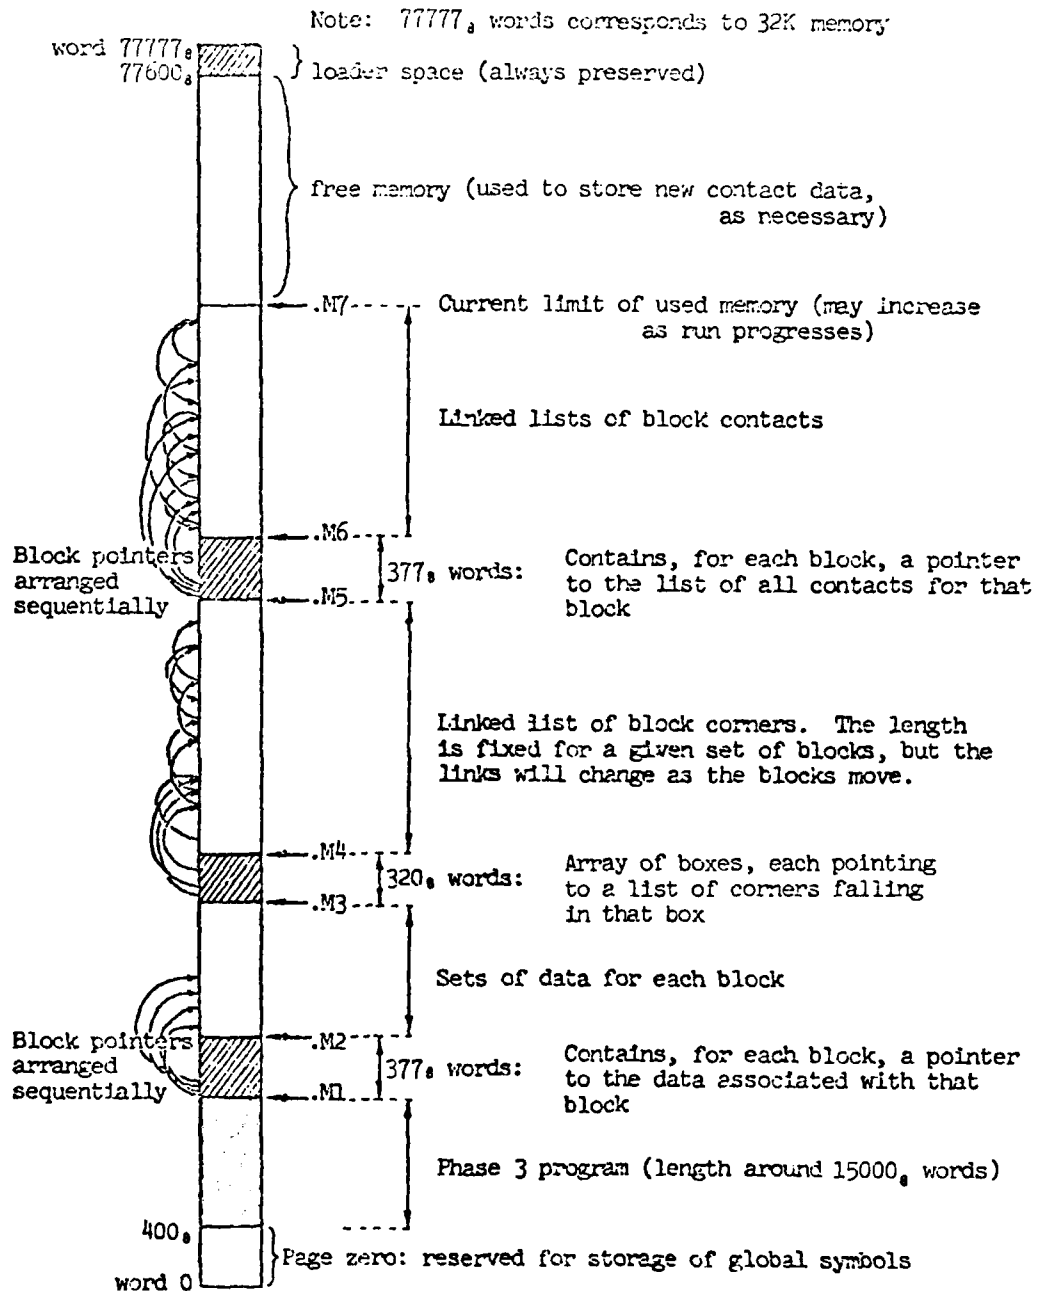 Note: 77777₈ words corresponds to 32K memory
word 77777₈
77600₈
loader space (always preserved)
free memory (used to store new contact data,
as necessary)
.M7
Current limit of used memory (may increase
as run progresses)
Linked lists of block contacts
.M6
Block pointers
arranged
sequentially
377₈ words:
Contains, for each block, a pointer
to the list of all contacts for that
block
.M5
Linked list of block corners. The length
is fixed for a given set of blocks, but the
links will change as the blocks move.
.M4
320₈ words:
Array of boxes, each pointing
to a list of corners falling
in that box
.M3
Sets of data for each block
.M2
Block pointers
arranged
sequentially
377₈ words:
Contains, for each block, a pointer
to the data associated with that
block
.M1
Phase 3 program (length around 15000₈ words)
400₈
Page zero: reserved for storage of global symbols
word 0